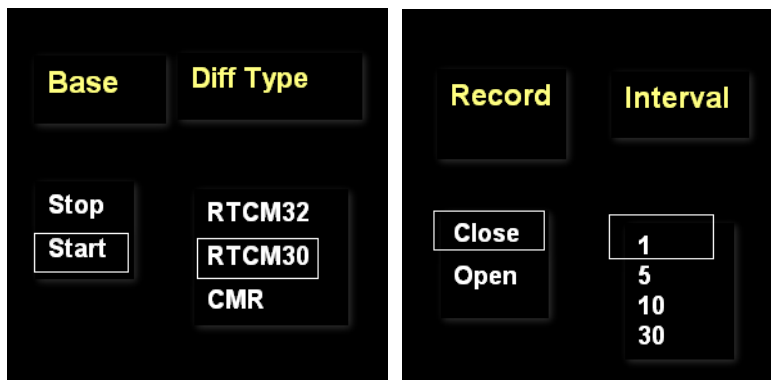 Base
Diff Type
Stop
Start
RTCM32
RTCM30
CMR
Record
Interval
Close
Open
1
5
10
30